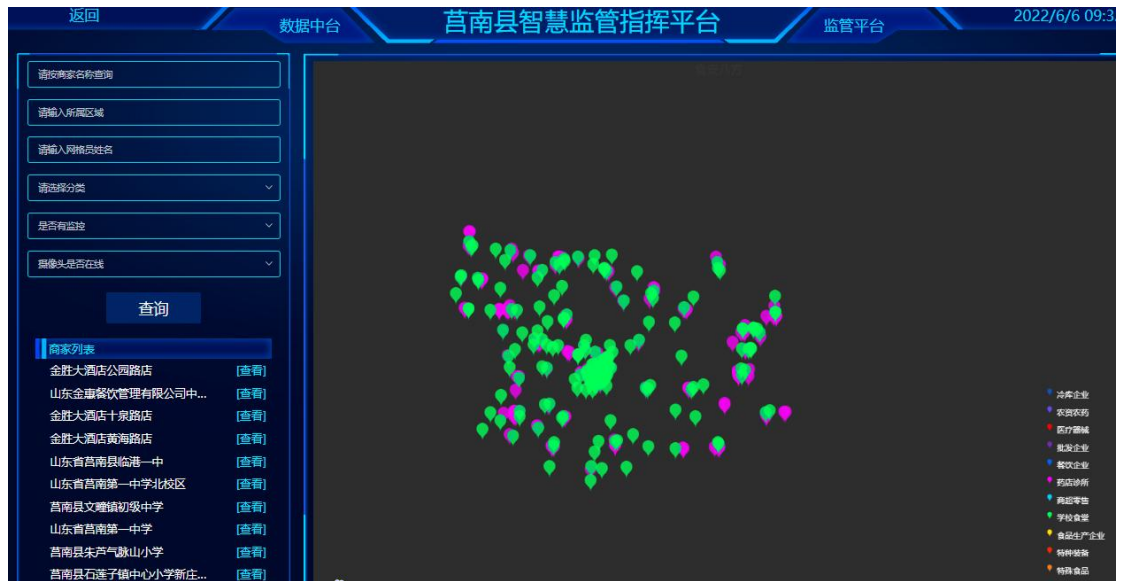 返回
数据中台
莒南县智慧监管指挥平台
监管平台
2022/6/6 09:3
请按商家名称查询
请输入所属区域
请输入网格员姓名
请选择分类
是否有监控
摄像头是否在线
查询
商家列表
金胜大酒店公园路店 [查看]
山东金惠餐饮管理有限公司中... [查看]
金胜大酒店十泉路店 [查看]
金胜大酒店黄海路店 [查看]
山东省莒南县临港一中 [查看]
山东省莒南第一中学北校区 [查看]
莒南县文疃镇初级中学 [查看]
山东省莒南第一中学 [查看]
莒南县朱芦气脉山小学 [查看]
莒南县石莲子镇中心小学新庄... [查看]
冷库企业
农资农药
医疗器械
批发企业
餐饮企业
药店诊所
商超零售
学校食堂
食品生产企业
特种装备
特殊食品